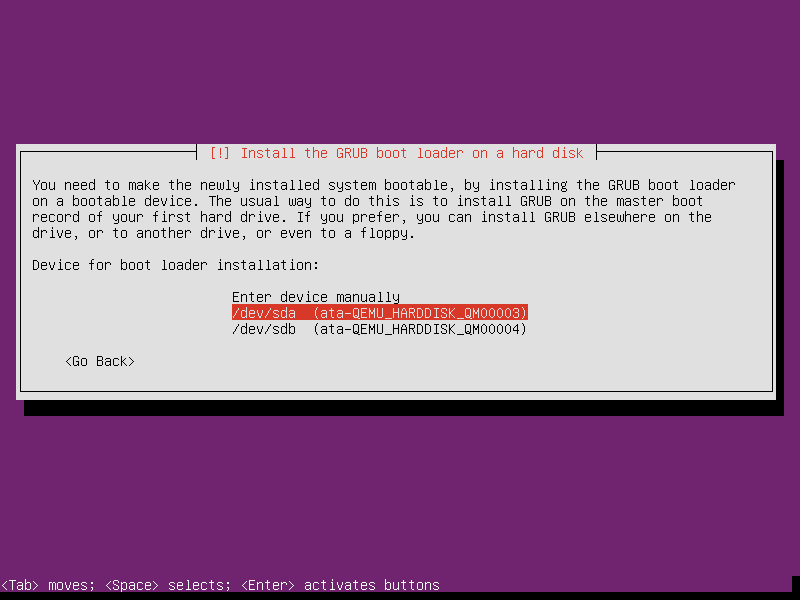 [!] Install the GRUB boot loader on a hard disk
You need to make the newly installed system bootable, by installing the GRUB boot loader
on a bootable device. The usual way to do this is to install GRUB on the master boot
record of your first hard drive. If you prefer, you can install GRUB elsewhere on the
drive, or to another drive, or even to a floppy.
Device for boot loader installation:
Enter device manually
/dev/sda  (ata-QEMU_HARDDISK_QM00003)
/dev/sdb  (ata-QEMU_HARDDISK_QM00004)
<Go Back>
<Tab> moves; <Space> selects; <Enter> activates buttons